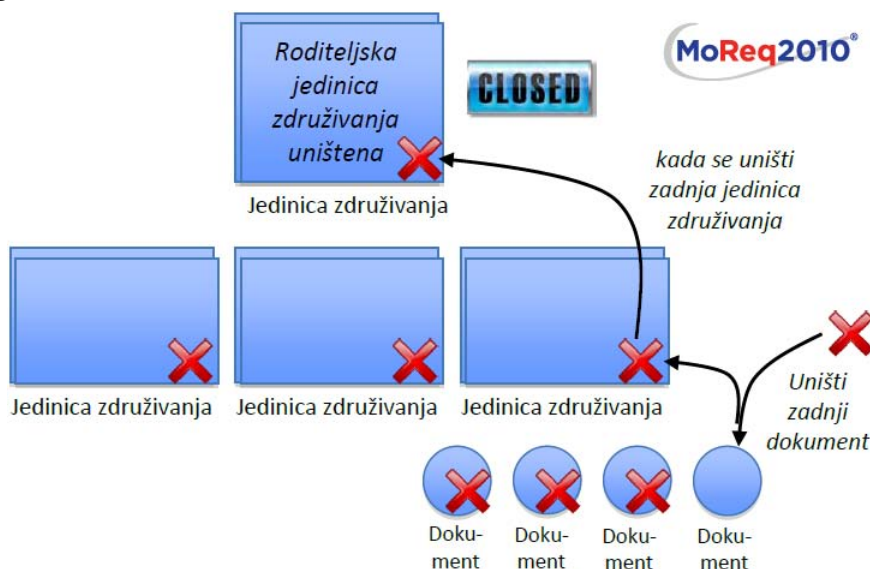 Roditeljska
jedinica
združivanja
uništena
CLOSED
MoReq2010®
Jedinica združivanja
kada se uništi
zadnja jedinica
združivanja
Jedinica združivanja
Jedinica združivanja
Jedinica združivanja
Uništi
zadnji
dokument
Doku-
ment
Doku-
ment
Doku-
ment
Doku-
ment